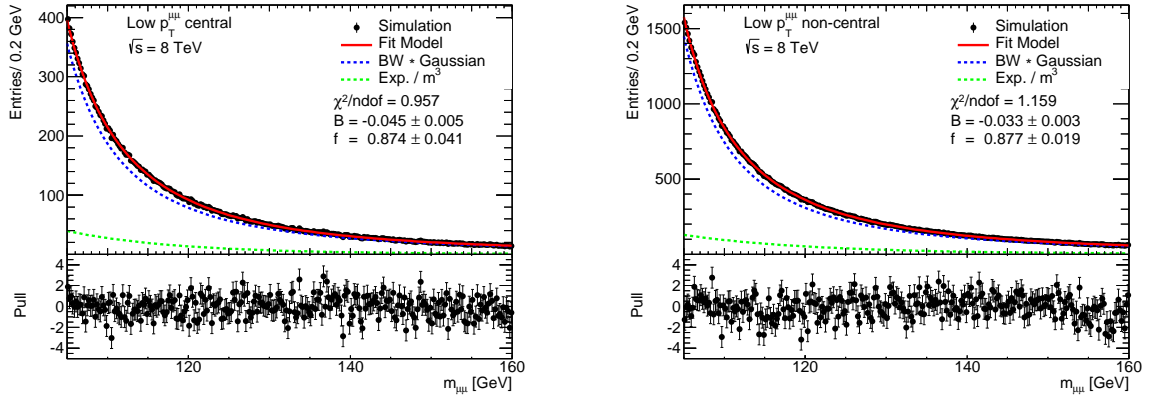 Entries/ 0.2 GeV
400
300
200
100
Low p_T^μμ central
√s = 8 TeV
Simulation
Fit Model
BW * Gaussian
Exp. / m³
χ²/ndof = 0.957
B = -0.045 ± 0.005
f = 0.874 ± 0.041
Pull
4
2
0
-2
-4
120
140
160
m_μμ [GeV]
Entries/ 0.2 GeV
1500
1000
500
Low p_T^μμ non-central
√s = 8 TeV
Simulation
Fit Model
BW * Gaussian
Exp. / m³
χ²/ndof = 1.159
B = -0.033 ± 0.003
f = 0.877 ± 0.019
Pull
4
2
0
-2
-4
120
140
160
m_μμ [GeV]